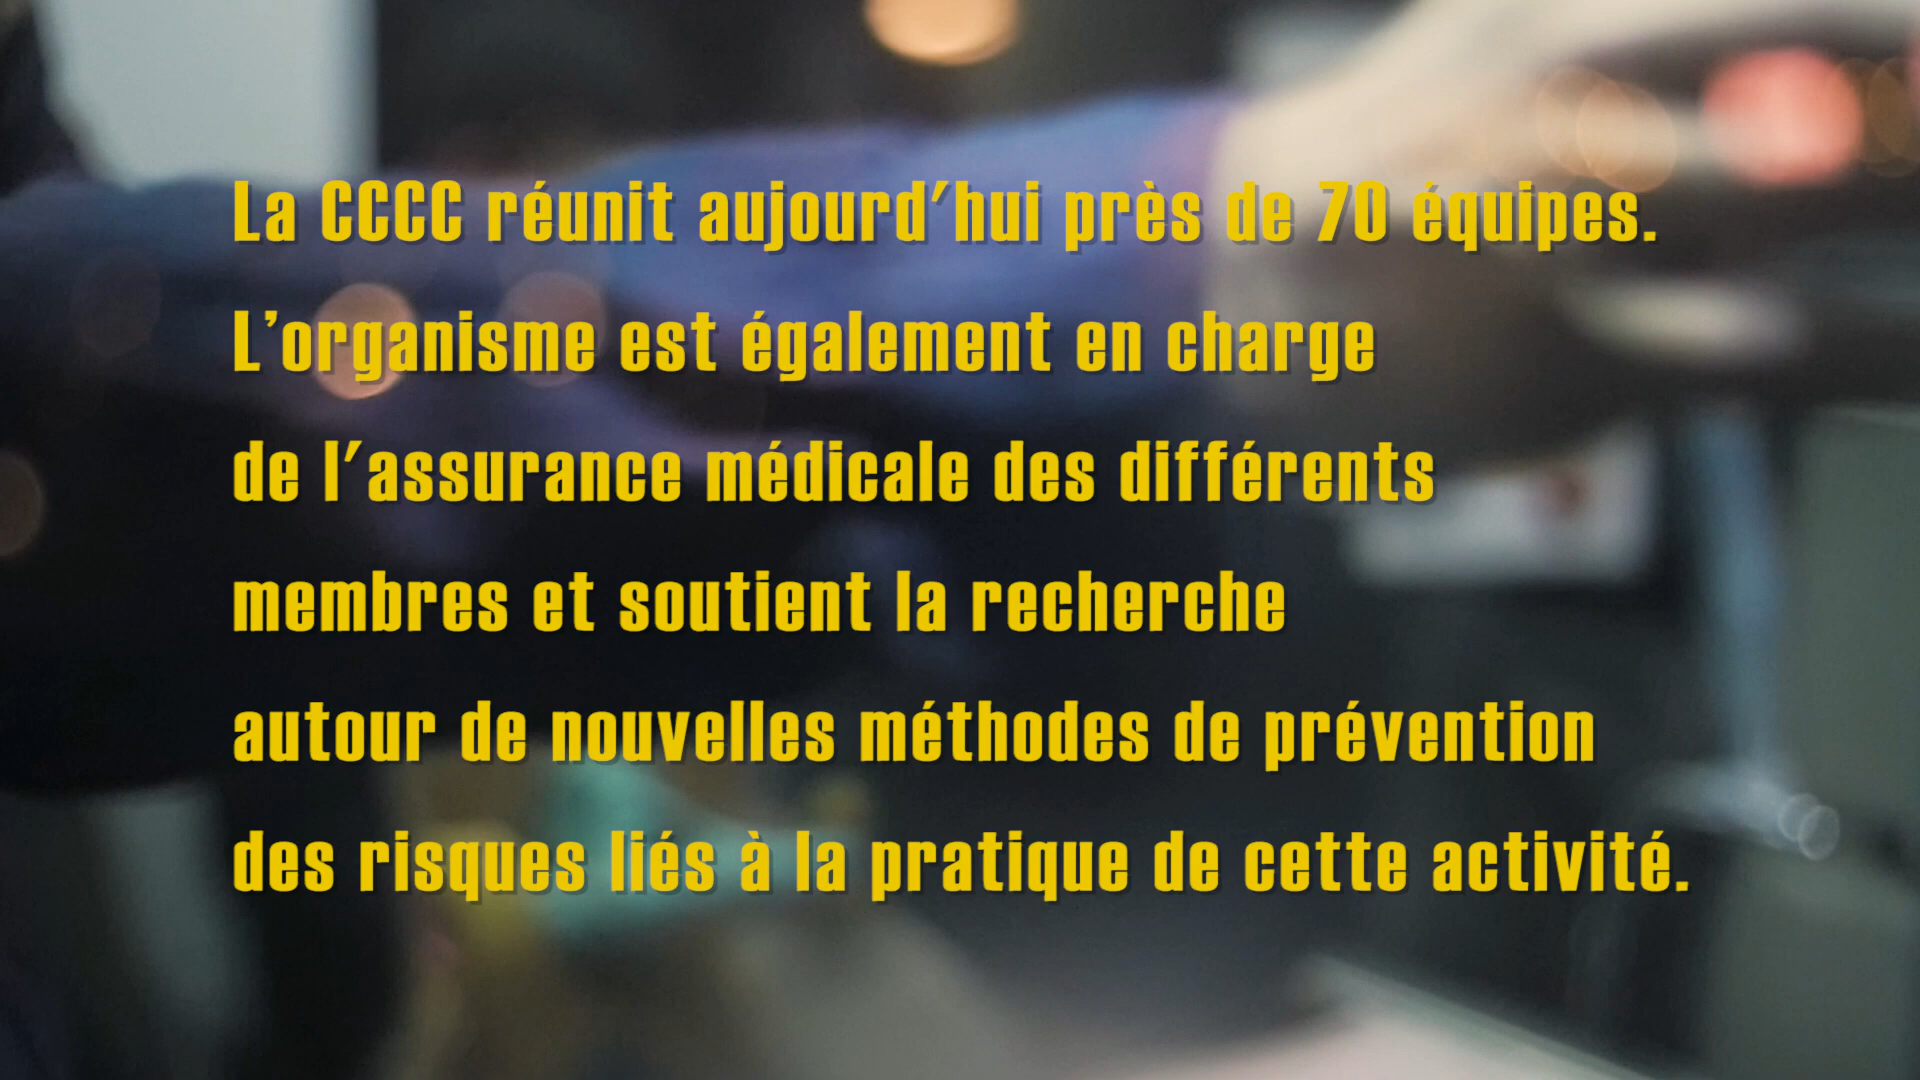 La CCCC réunit aujourd'hui près de 70 équipes.
L'organisme est également en charge
de l'assurance médicale des différents
membres et soutient la recherche
autour de nouvelles méthodes de prévention
des risques liés à la pratique de cette activité.